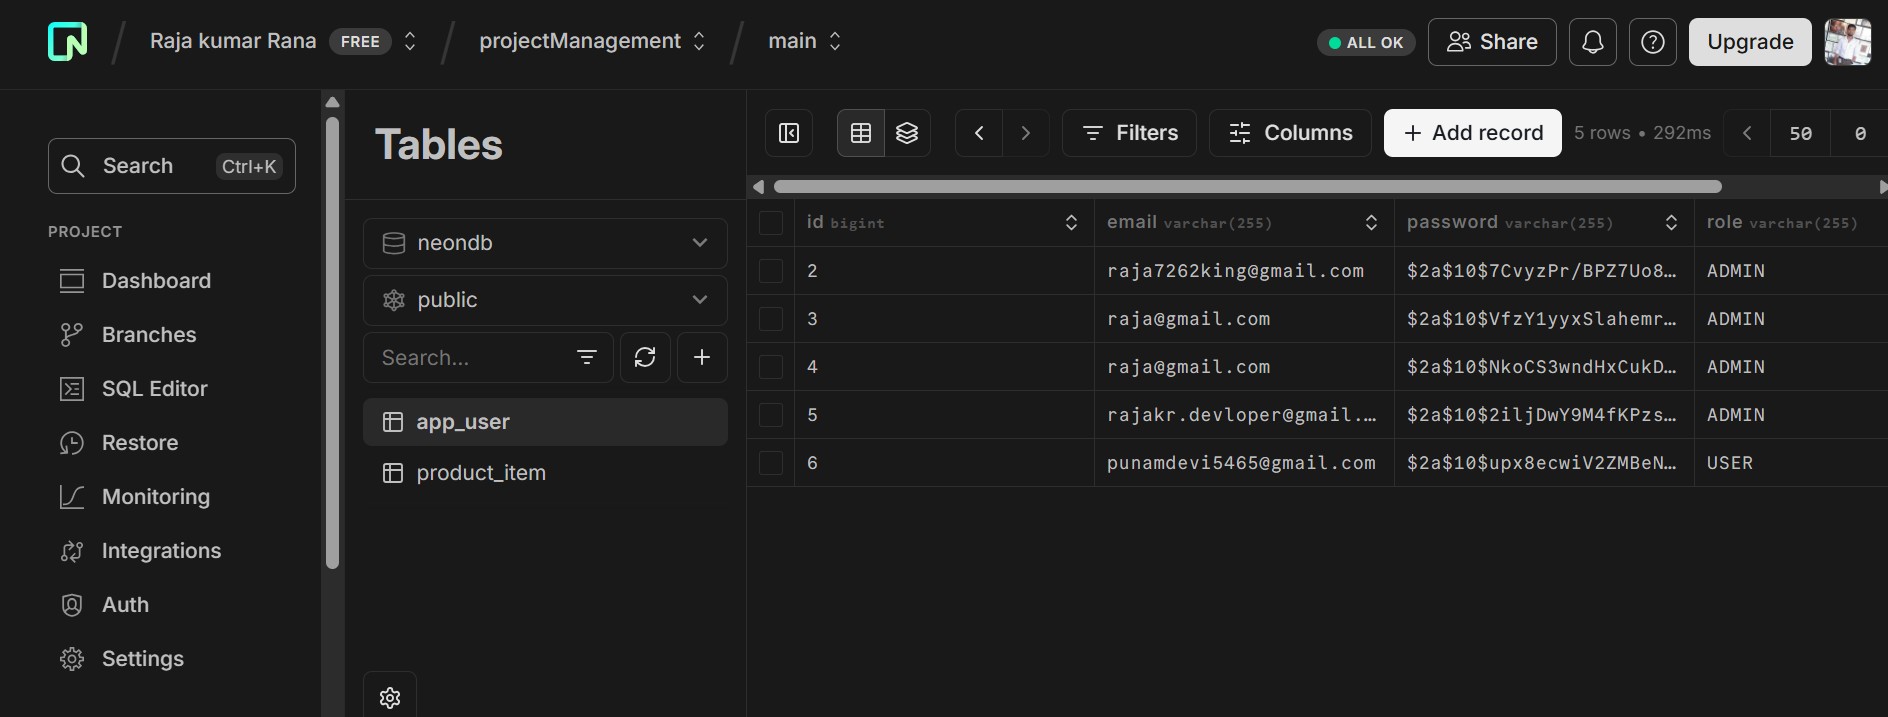 Raja kumar Rana FREE projectManagement main ALL OK Share Upgrade
Search Ctrl+K
PROJECT
Dashboard
Branches
SQL Editor
Restore
Monitoring
Integrations
Auth
Settings
Tables
neondb
public
Search...
app_user
product_item
Filters Columns Add record 5 rows • 292ms 50 0
id bigint email varchar(255) password varchar(255) role varchar(255)
2 raja7262king@gmail.com $2a$10$7CvyzPr/BPZ7Uo8… ADMIN
3 raja@gmail.com $2a$10$VfzY1yyxSlahemr… ADMIN
4 raja@gmail.com $2a$10$NkoCS3wndHxCukD… ADMIN
5 rajakr.devloper@gmail.… $2a$10$2iljDwY9M4fKPzs… ADMIN
6 punamdevi5465@gmail.com $2a$10$upx8ecwiV2ZMBeN… USER